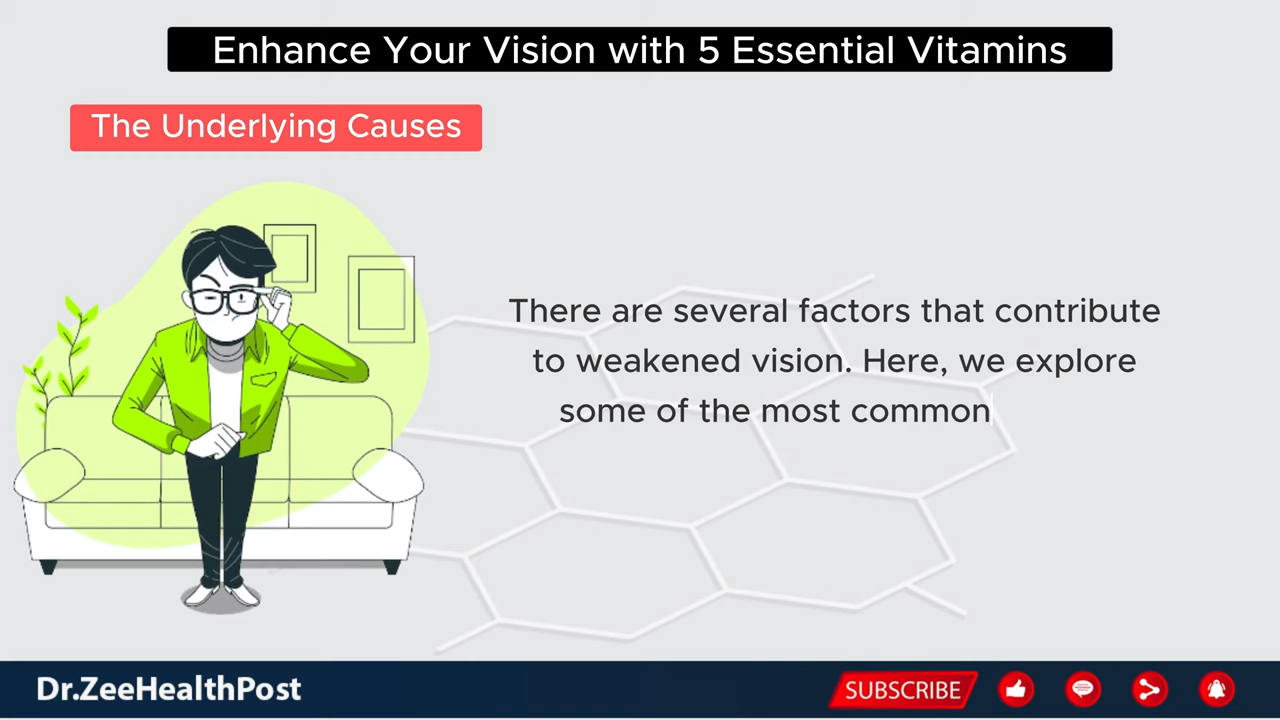 Enhance Your Vision with 5 Essential Vitamins
The Underlying Causes
There are several factors that contribute
to weakened vision. Here, we explore
some of the most common
Dr.ZeeHealthPost
SUBSCRIBE